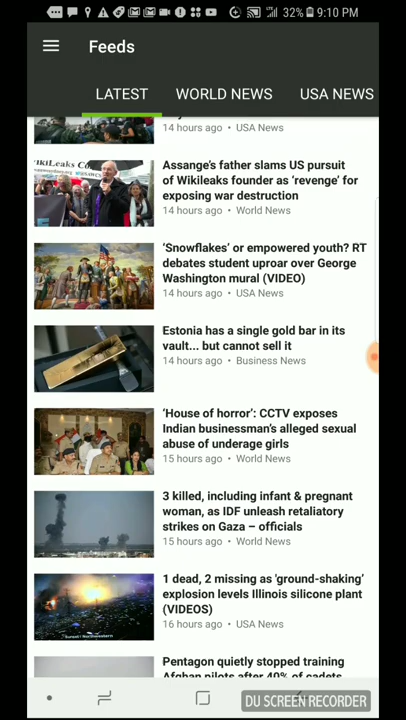 32% 9:10 PM
Feeds
LATEST WORLD NEWS USA NEWS
14 hours ago • USA News
Assange's father slams US pursuit
of Wikileaks founder as 'revenge' for
exposing war destruction
14 hours ago • World News
'Snowflakes' or empowered youth? RT
debates student uproar over George
Washington mural (VIDEO)
14 hours ago • USA News
Estonia has a single gold bar in its
vault... but cannot sell it
14 hours ago • Business News
'House of horror': CCTV exposes
Indian businessman's alleged sexual
abuse of underage girls
15 hours ago • World News
3 killed, including infant & pregnant
woman, as IDF unleash retaliatory
strikes on Gaza – officials
15 hours ago • World News
1 dead, 2 missing as 'ground-shaking'
explosion levels Illinois silicone plant
(VIDEOS)
16 hours ago • USA News
Pentagon quietly stopped training
Afghan pilots after 40% of cadets
DU SCREEN RECORDER